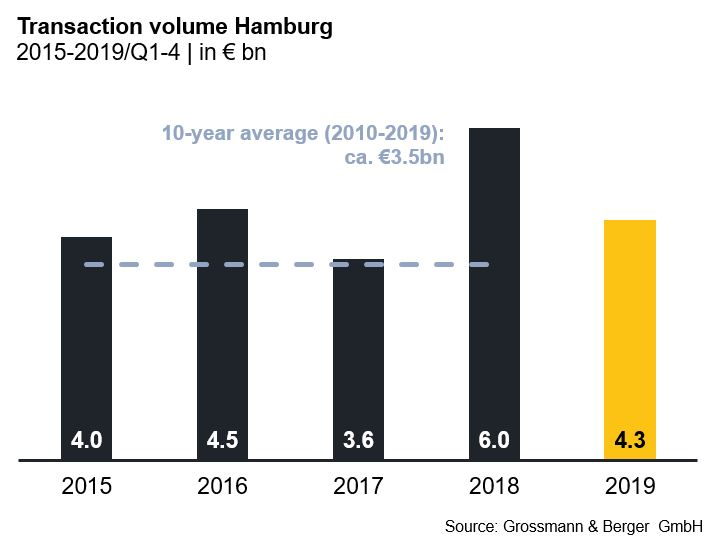 Transaction volume Hamburg
2015-2019/Q1-4 | in € bn
10-year average (2010-2019):
ca. €3.5bn
4.0 4.5 3.6 6.0 4.3
2015 2016 2017 2018 2019
Source: Grossmann & Berger GmbH